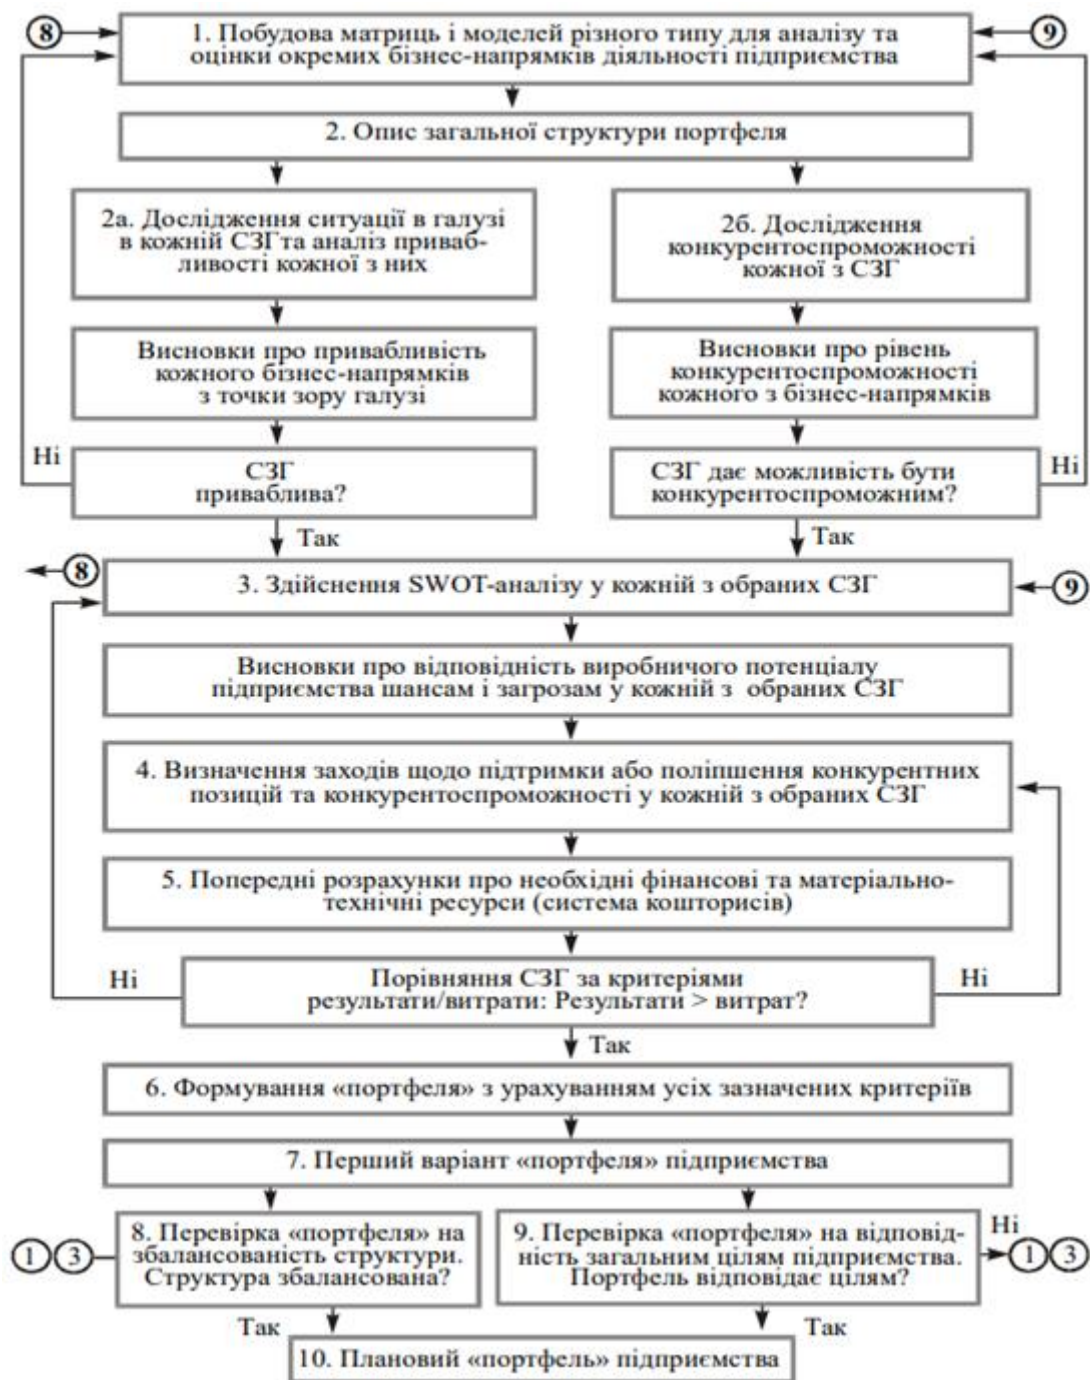 8
1. Побудова матриць і моделей різного типу для аналізу та
оцінки окремих бізнес-напрямків діяльності підприємства
9
2. Опис загальної структури портфеля
2а. Дослідження ситуації в галузі
в кожній СЗГ та аналіз приваб-
ливості кожної з них
2б. Дослідження
конкурентоспроможності
кожної з СЗГ
Висновки про привабливість
кожного бізнес-напрямків
з точки зору галузі
Висновки про рівень
конкурентоспроможності
кожного з бізнес-напрямків
Ні
СЗГ
приваблива?
СЗГ дає можливість бути
конкурентоспроможним?
Ні
Так
Так
8
3. Здійснення SWOT-аналізу у кожній з обраних СЗГ
9
Висновки про відповідність виробничого потенціалу
підприємства шансам і загрозам у кожній з обраних СЗГ
4. Визначення заходів щодо підтримки або поліпшення конкурентних
позицій та конкурентоспроможності у кожній з обраних СЗГ
5. Попередні розрахунки про необхідні фінансові та матеріально-
технічні ресурси (система кошторисів)
Ні
Порівняння СЗГ за критеріями
результати/витрати: Результати > витрат?
Ні
Так
6. Формування «портфеля» з урахуванням усіх зазначених критеріїв
7. Перший варіант «портфеля» підприємства
1 3
8. Перевірка «портфеля» на
збалансованість структури.
Структура збалансована?
9. Перевірка «портфеля» на відповід-
ність загальним цілям підприємства.
Портфель відповідає цілям?
Ні
1 3
Так
Так
10. Плановий «портфель» підприємства